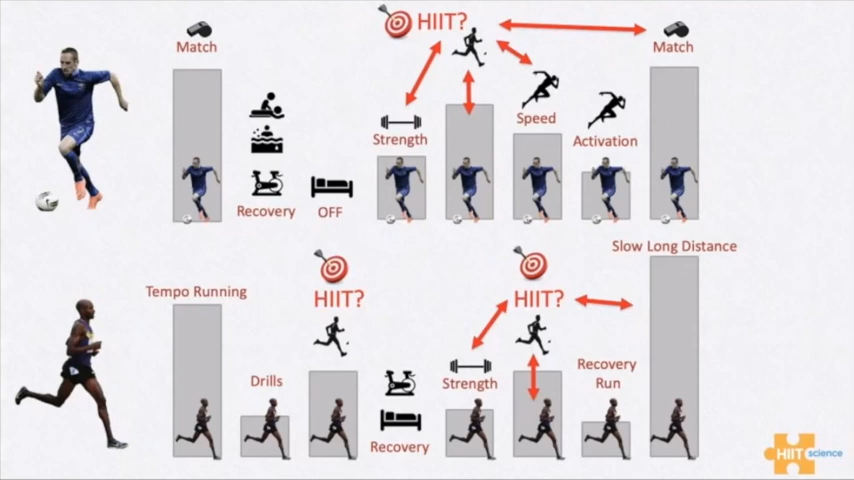 HIIT?
Match
Match
Speed
Strength
Activation
Recovery
OFF
Slow Long Distance
Tempo Running
HIIT?
HIIT?
Recovery
Run
Drills
Strength
Recovery
HIIT science